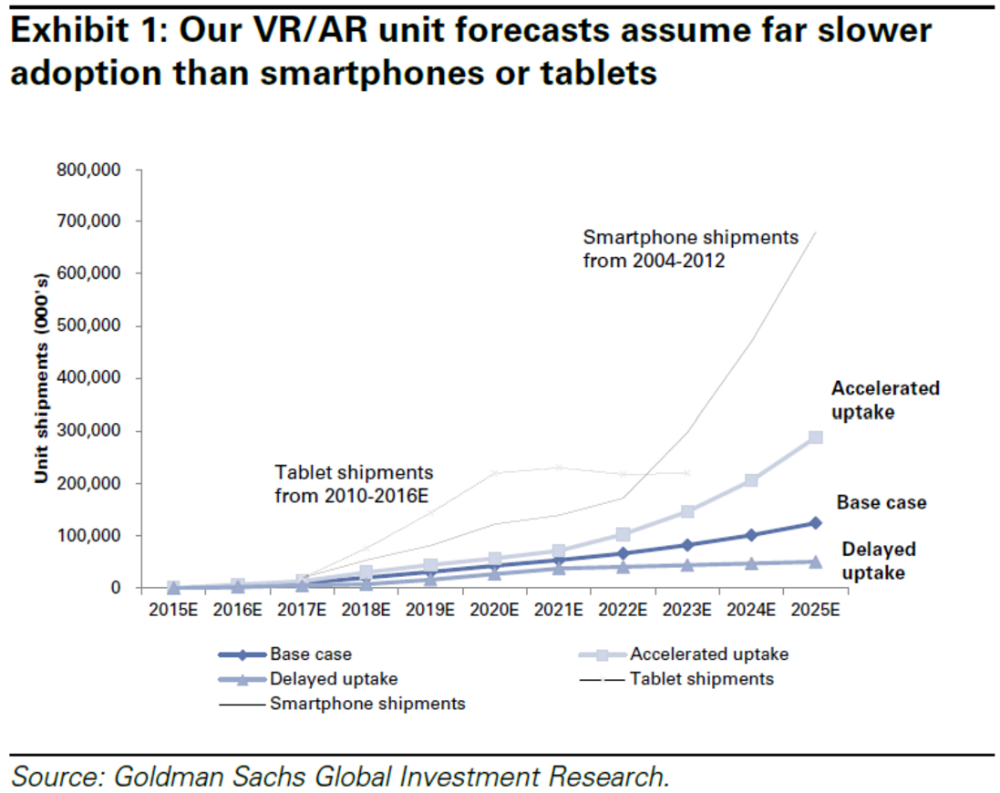 Exhibit 1: Our VR/AR unit forecasts assume far slower
adoption than smartphones or tablets
800,000
700,000
600,000
500,000
400,000
300,000
200,000
100,000
0
Unit shipments (000's)
Smartphone shipments
from 2004-2012
Tablet shipments
from 2010-2016E
Accelerated
uptake
Base case
Delayed
uptake
2015E 2016E 2017E 2018E 2019E 2020E 2021E 2022E 2023E 2024E 2025E
Base case
Accelerated uptake
Delayed uptake
Tablet shipments
Smartphone shipments
Source: Goldman Sachs Global Investment Research.